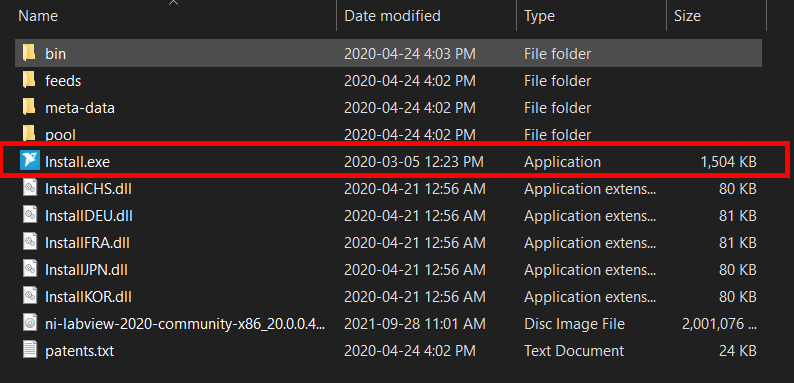 Name Date modified Type Size
bin 2020-04-24 4:03 PM File folder
feeds 2020-04-24 4:02 PM File folder
meta-data 2020-04-24 4:02 PM File folder
pool 2020-04-24 4:02 PM File folder
Install.exe 2020-03-05 12:23 PM Application 1,504 KB
InstallCHS.dll 2020-04-21 12:56 AM Application extens... 80 KB
InstallDEU.dll 2020-04-21 12:56 AM Application extens... 80 KB
InstallFRA.dll 2020-04-21 12:56 AM Application extens... 80 KB
InstallJPN.dll 2020-04-21 12:56 AM Application extens... 80 KB
InstallKOR.dll 2020-04-21 12:56 AM Application extens... 80 KB
ni-labview-2020-community-x86_20.0.0.4... 2021-09-28 11:01 AM Disc Image File 2,001,076 ...
patents.txt 2020-04-24 4:02 PM Text Document 24 KB